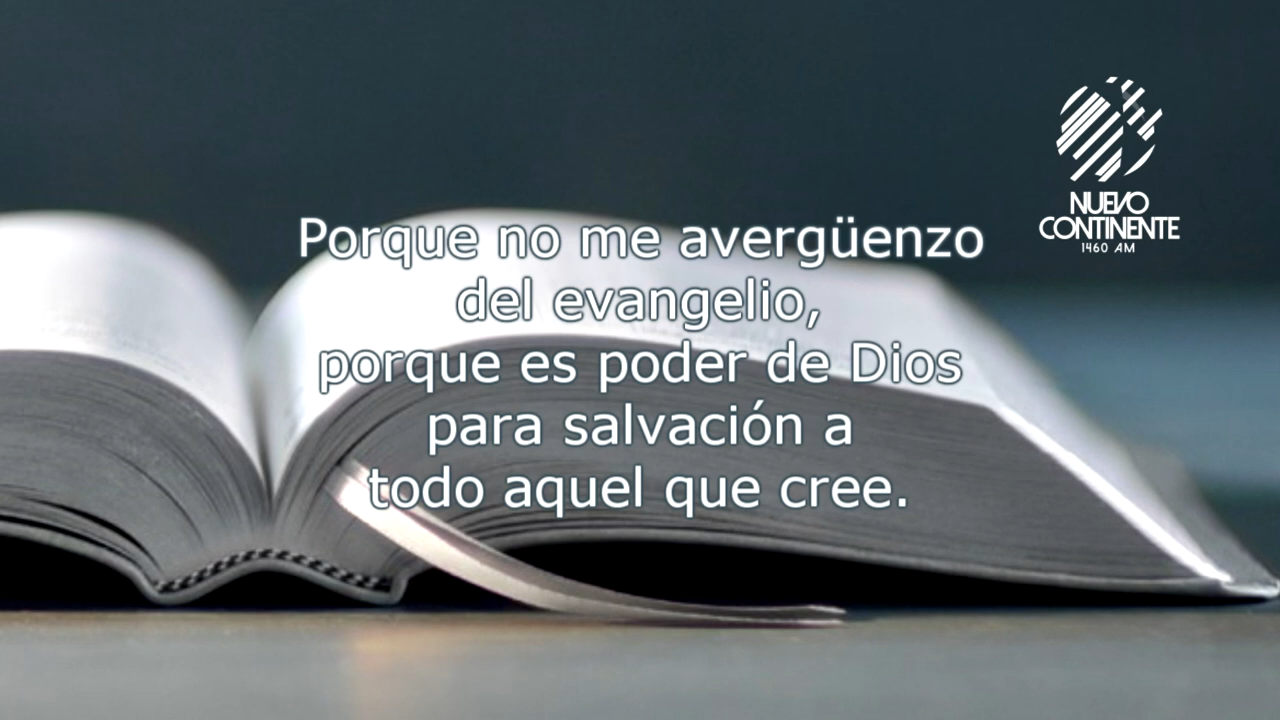 Porque no me avergüenzo
del evangelio,
porque es poder de Dios
para salvación a
todo aquel que cree.
NUEVO
CONTINENTE
1460 AM